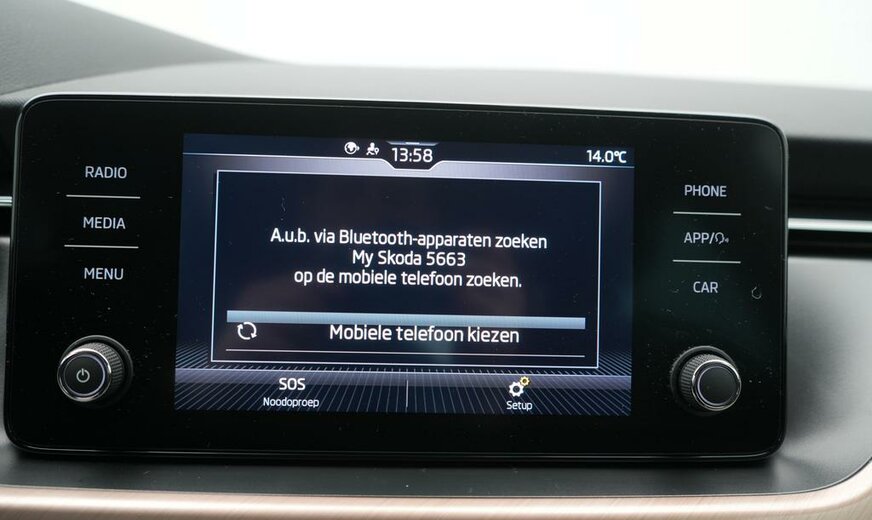 RADIO
MEDIA
MENU
13:58
14.0°C
A.u.b. via Bluetooth-apparaten zoeken
My Skoda 5663
op de mobiele telefoon zoeken.
Mobiele telefoon kiezen
SOS
Noodoproep
Setup
PHONE
APP/
CAR